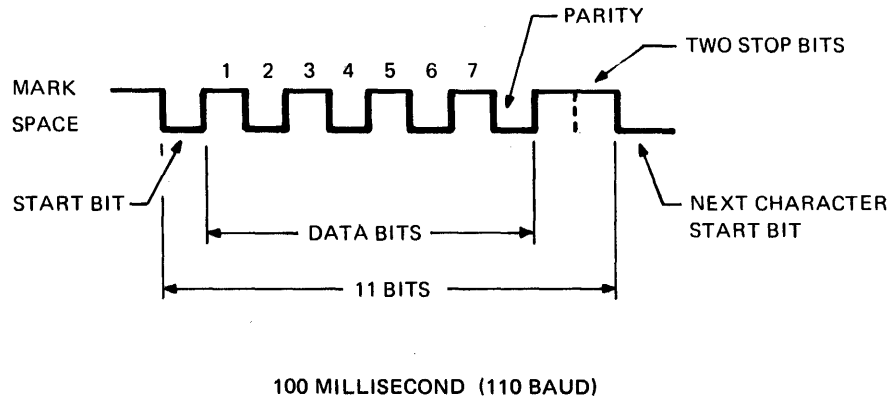 PARITY
TWO STOP BITS
1 2 3 4 5 6 7
MARK
SPACE
START BIT
NEXT CHARACTER
START BIT
DATA BITS
11 BITS
100 MILLISECOND (110 BAUD)